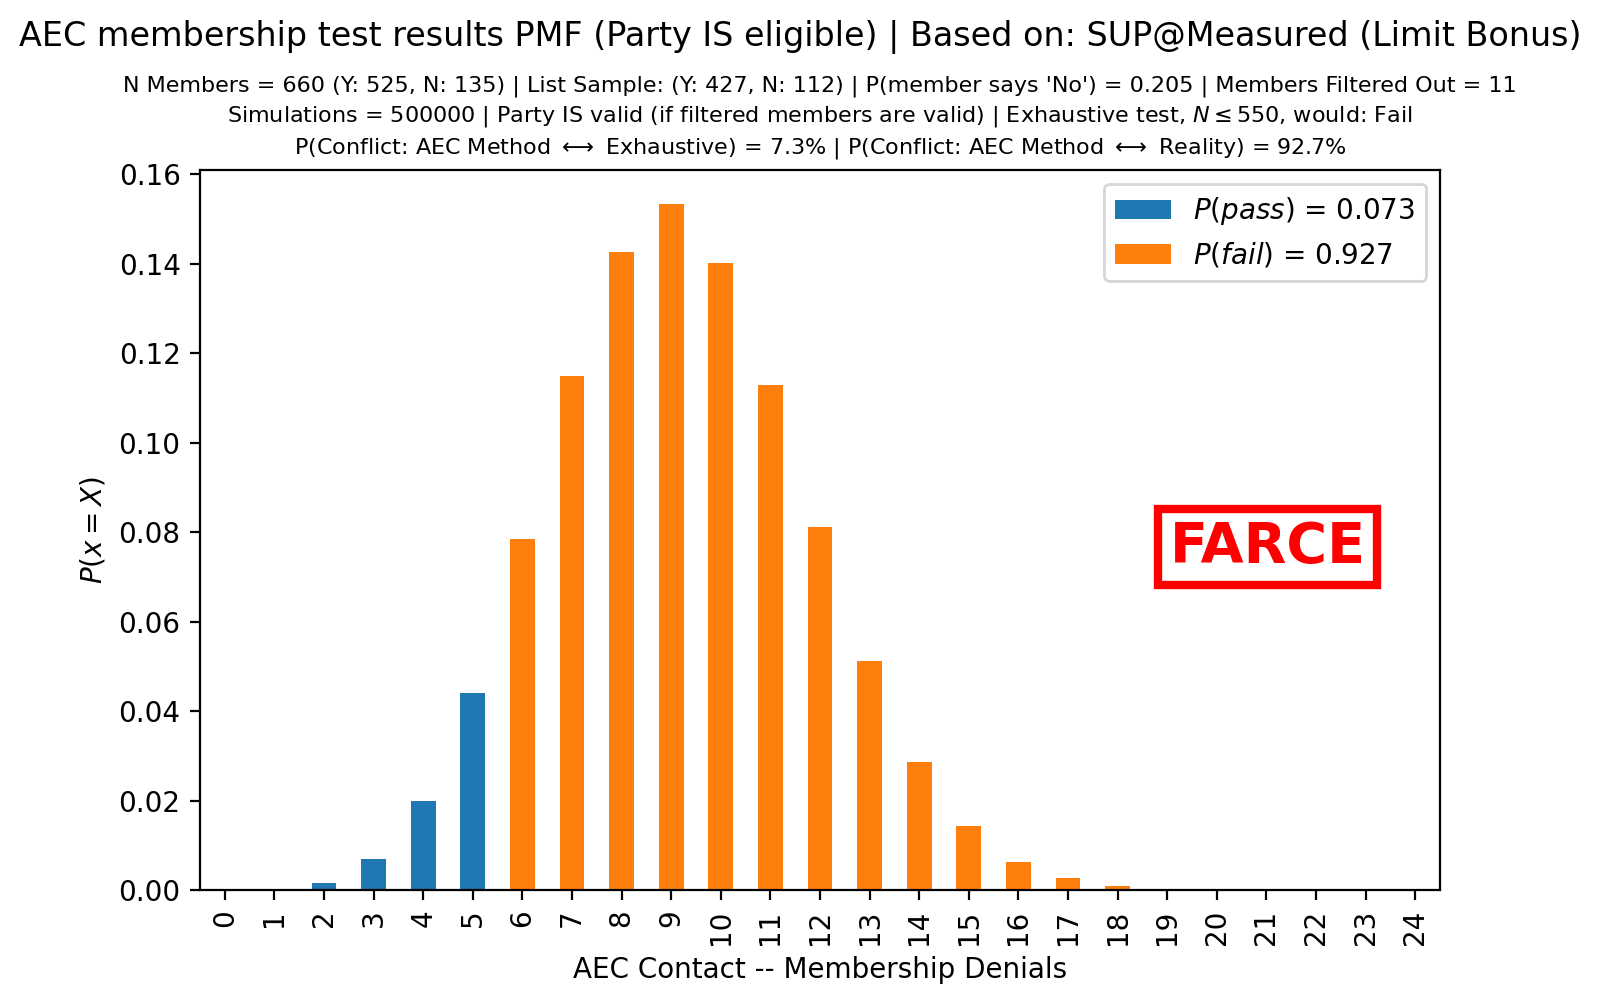 AEC membership test results PMF (Party IS eligible) | Based on: SUP@Measured (Limit Bonus)
N Members = 660 (Y: 525, N: 135) | List Sample: (Y: 427, N: 112) | P(member says 'No') = 0.205 | Members Filtered Out = 11
Simulations = 500000 | Party IS valid (if filtered members are valid) | Exhaustive test, N ≤ 550, would: Fail
P(Conflict: AEC Method ⟷ Exhaustive) = 7.3% | P(Conflict: AEC Method ⟷ Reality) = 92.7%
P(pass) = 0.073
P(fail) = 0.927
FARCE
P(x = X)
0.16
0.14
0.12
0.10
0.08
0.06
0.04
0.02
0.00
0 1 2 3 4 5 6 7 8 9 10 11 12 13 14 15 16 17 18 19 20 21 22 23 24
AEC Contact -- Membership Denials